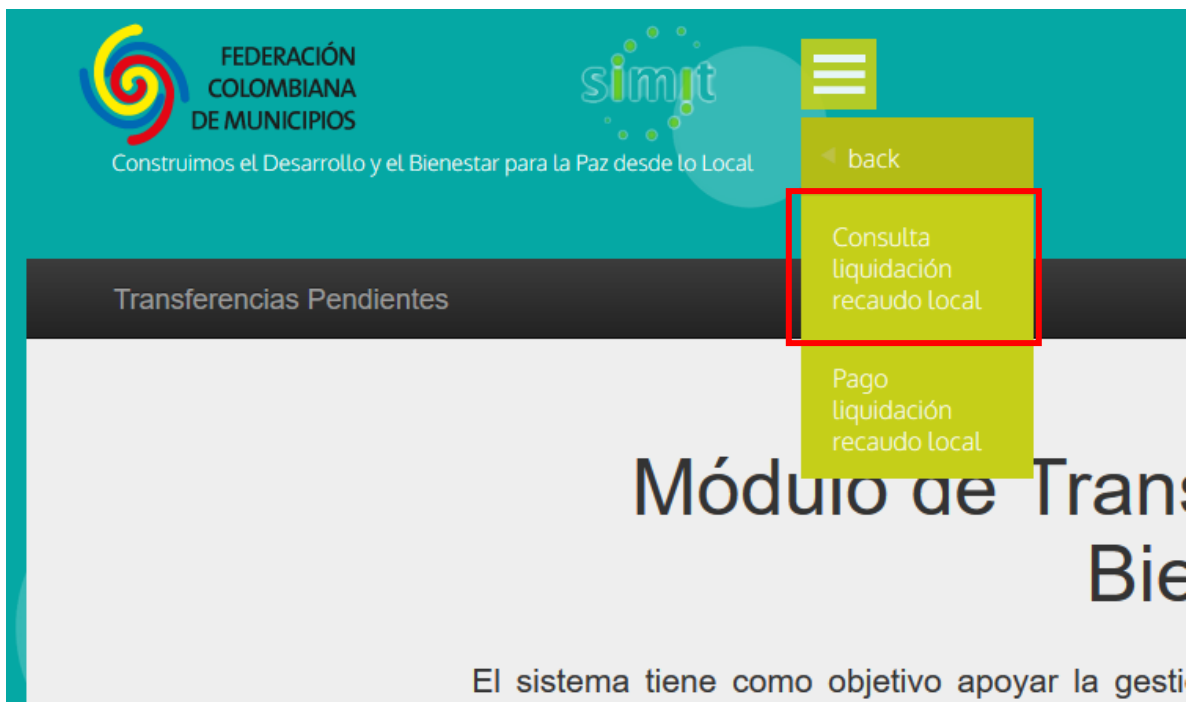 FEDERACIÓN
COLOMBIANA
DE MUNICIPIOS
simit
Construimos el Desarrollo y el Bienestar para la Paz desde lo Local
back
Consulta
liquidación
recaudo local
Transferencias Pendientes
Pago
liquidación
recaudo local
Módulo de Trans
Bie
El sistema tiene como objetivo apoyar la gesti